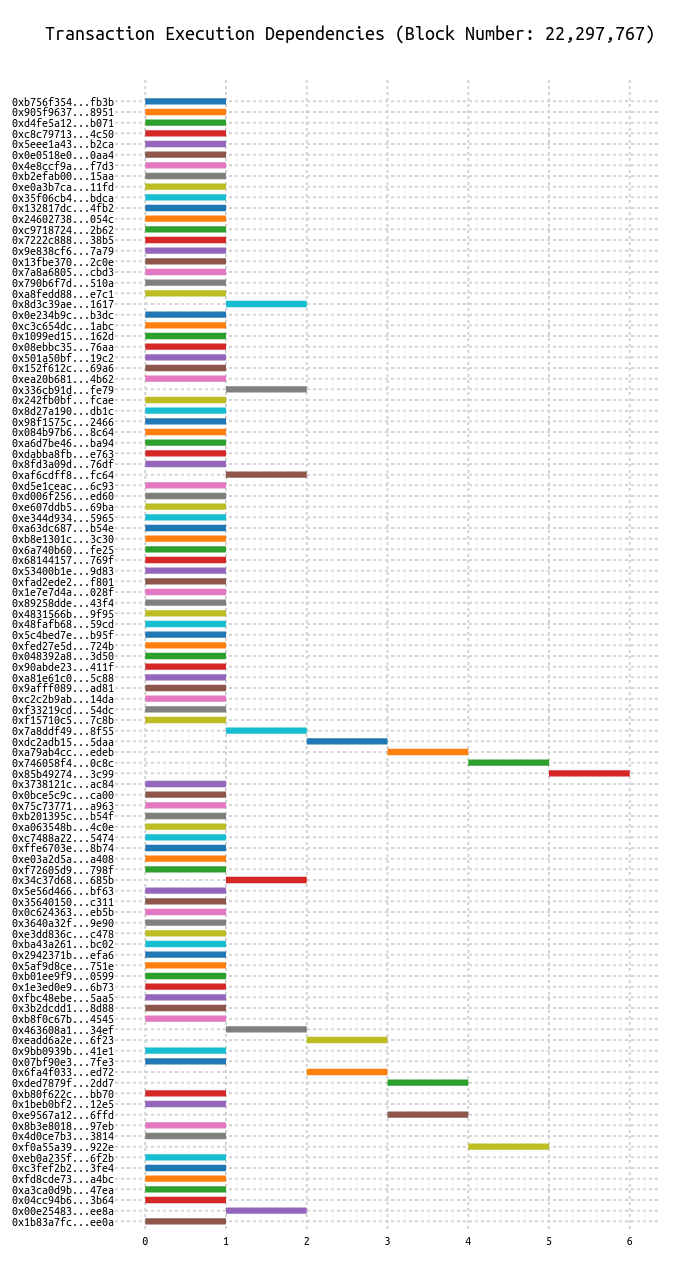 Transaction Execution Dependencies (Block Number: 22,297,767)
0xb756f354...fb3b
0x905f9637...8951
0xd4fe5a12...b071
0xc8c79713...4c50
0x5eee1a43...b2ca
0x0e0518e0...0aa4
0x4e8ccf9a...f7d3
0xb2efab00...15aa
0xe0a3b7ca...11fd
0x35f06cb4...bdca
0x132817dc...4fb2
0x24602738...054c
0xc9718724...2b62
0x7222c888...38b5
0x9e838cf6...7a79
0x13fbe370...2c0e
0x7a8a6805...cbd3
0x790b6f7d...510a
0xa8fedd88...e7c1
0x8d3c39ae...1617
0x0e234b9c...b3dc
0xc3c654dc...1abc
0x1099ed15...162d
0x08ebbc35...76aa
0x501a50bf...19c2
0x152f612c...69a6
0xea20b681...4b62
0x336cb91d...fe79
0x242fb0bf...fcae
0x8d27a190...db1c
0x98f1575c...2466
0x084b97b6...8c64
0xa6d7be46...ba94
0xdabba8fb...e763
0x8fd3a09d...76df
0xaf6cdff8...fc64
0xd5e1ceac...6c93
0xd006f256...ed60
0xe607ddb5...69ba
0xe344d934...5965
0xa63dc687...b54e
0xb8e1301c...3c30
0x6a740b60...fe25
0x68144157...769f
0x53400b1e...9d83
0xfad2ede2...f801
0x1e7e7d4a...028f
0x89258dde...43f4
0x4831566b...9f95
0x48fafb68...59cd
0x5c4bed7e...b95f
0xfed27e5d...724b
0x048392a8...3d50
0x90abde23...411f
0xa81e61c0...5c88
0x9afff089...ad81
0xc2c2b9ab...14da
0xf33219cd...54dc
0xf15710c5...7c8b
0x7a8ddf49...8f55
0xdc2adb15...5daa
0xa79ab4cc...edeb
0x746058f4...0c8c
0x85b49274...3c99
0x3738121c...ac84
0x0bce5c9c...ca00
0x75c73771...a963
0xb201395c...b54f
0xa063548b...4c0e
0xc7488a22...5474
0xffe6703e...8b74
0xe03a2d5a...a408
0xf72605d9...798f
0x34c37d68...685b
0x5e56d466...bf63
0x35640150...c311
0x0c624363...eb5b
0x3640a32f...9e90
0xe3dd836c...c478
0xba43a261...bc02
0x2942371b...efa6
0x5af9d8ce...751e
0xb01ee9f9...0599
0x1e3ed0e9...6b73
0xfbc48ebe...5aa5
0x3b2dcdd1...8d88
0xb8f0c67b...4545
0x463608a1...34ef
0xeadd6a2e...6f23
0x9bb0939b...41e1
0x07bf90e3...7fe3
0x6fa4f033...ed72
0xded7879f...2dd7
0xb80f622c...bb70
0x1beb0bf2...12e5
0xe9567a12...6ffd
0x8b3e8018...97eb
0x4d0ce7b3...3814
0xf0a55a39...922e
0xeb0a235f...6f2b
0xc3fef2b2...3fe4
0xfd8cde73...a4bc
0xa3ca0d9b...47ea
0x04cc94b6...3b64
0x00e25483...ee8a
0x1b83a7fc...ee0a
0 1 2 3 4 5 6